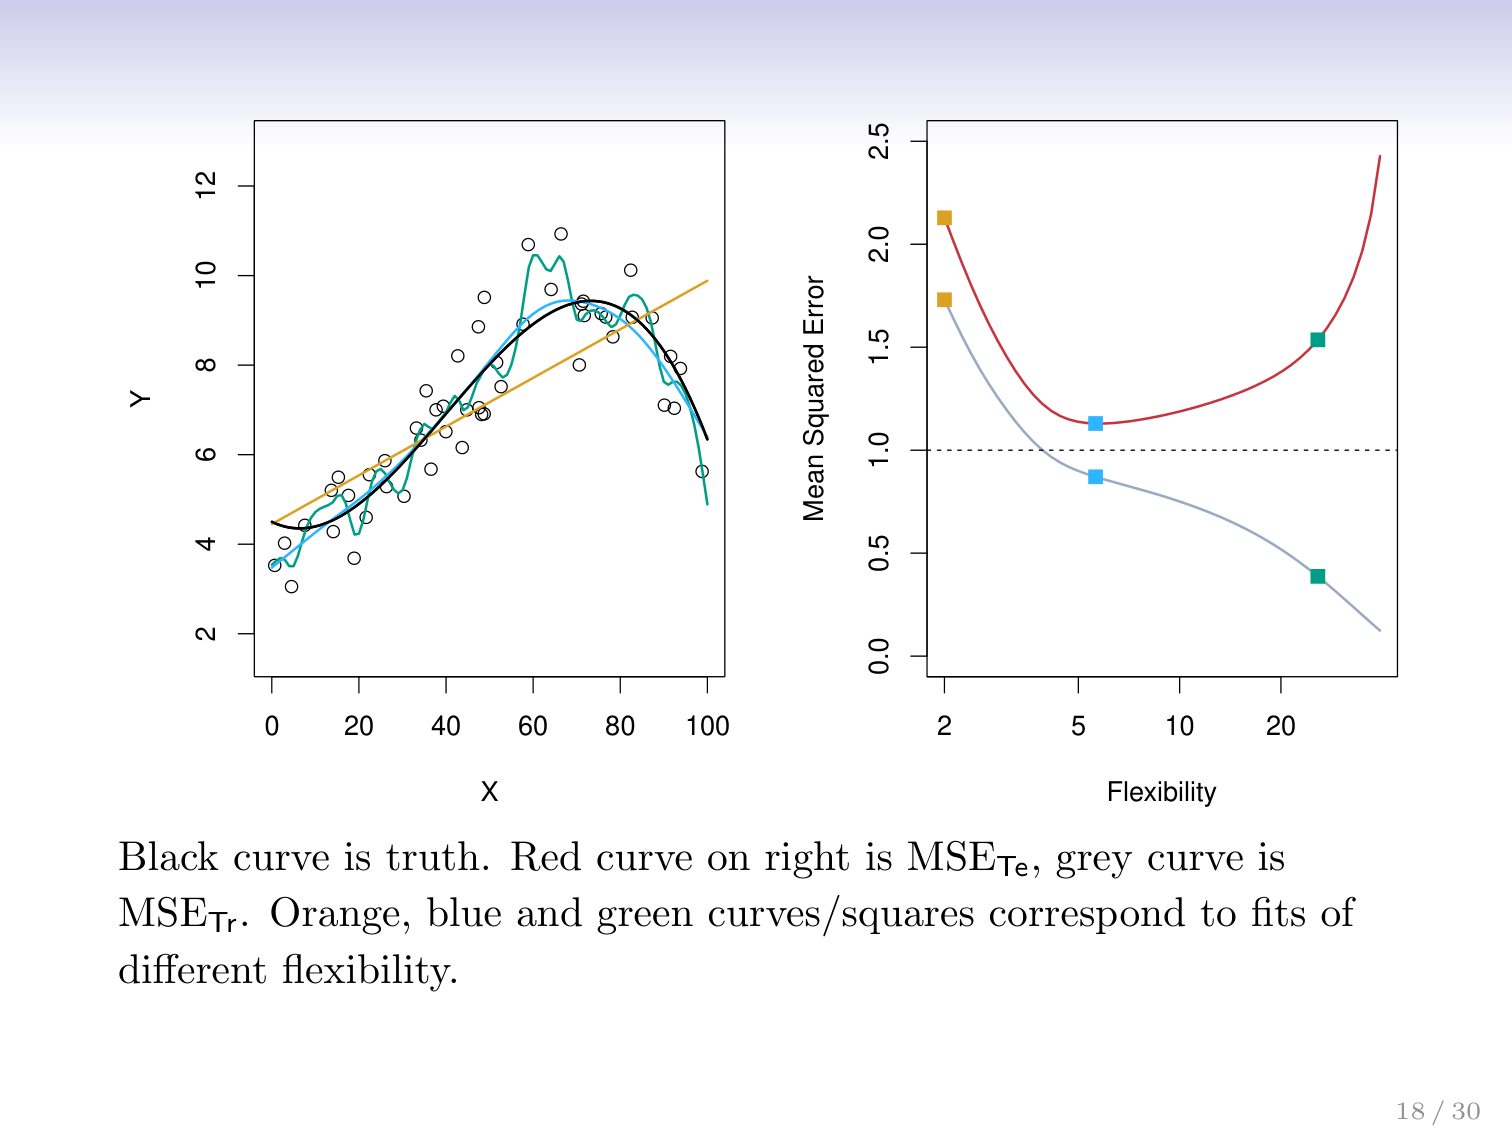 12
10
8
6
4
2
Y
0 20 40 60 80 100
X
2.5
2.0
1.5
1.0
0.5
0.0
Mean Squared Error
2 5 10 20
Flexibility
Black curve is truth. Red curve on right is MSE_Te, grey curve is
MSE_Tr. Orange, blue and green curves/squares correspond to fits of
different flexibility.
18 / 30